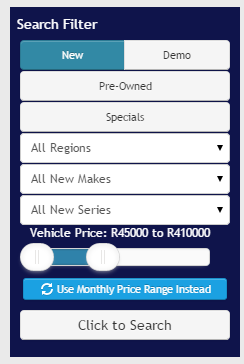 Search Filter
New Demo
Pre-Owned
Specials
All Regions
All New Makes
All New Series
Vehicle Price: R45000 to R410000
Use Monthly Price Range Instead
Click to Search